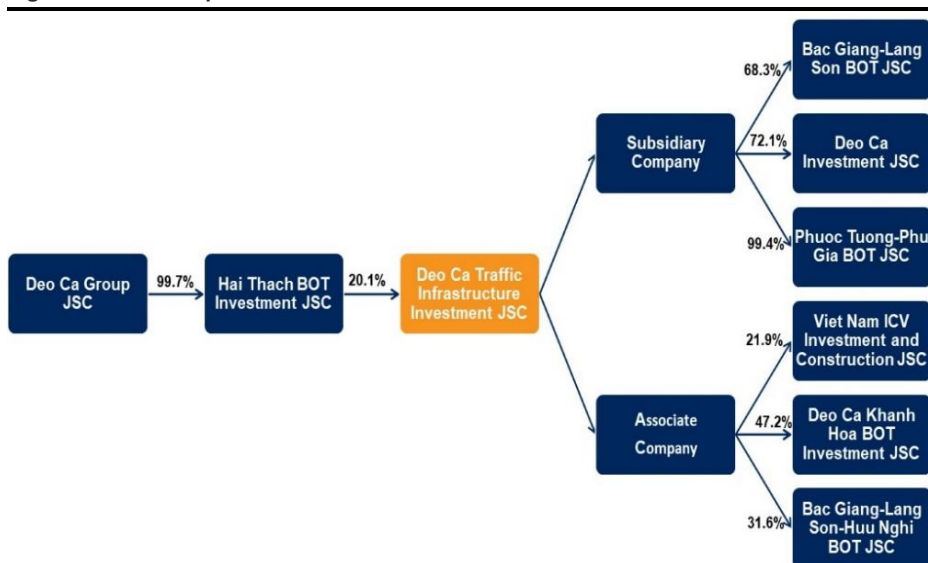 Bac Giang-Lang
Son BOT JSC
68.3%
Subsidiary
Company
72.1%
Deo Ca
Investment JSC
99.4%
Phuoc Tuong-Phu
Gia BOT JSC
Deo Ca Group
JSC
99.7%
Hai Thach BOT
Investment JSC
20.1%
Deo Ca Traffic
Infrastructure
Investment JSC
Viet Nam ICV
Investment and
Construction JSC
21.9%
Associate
Company
47.2%
Deo Ca Khanh
Hoa BOT
Investment JSC
31.6%
Bac Giang-Lang
Son-Huu Nghi
BOT JSC